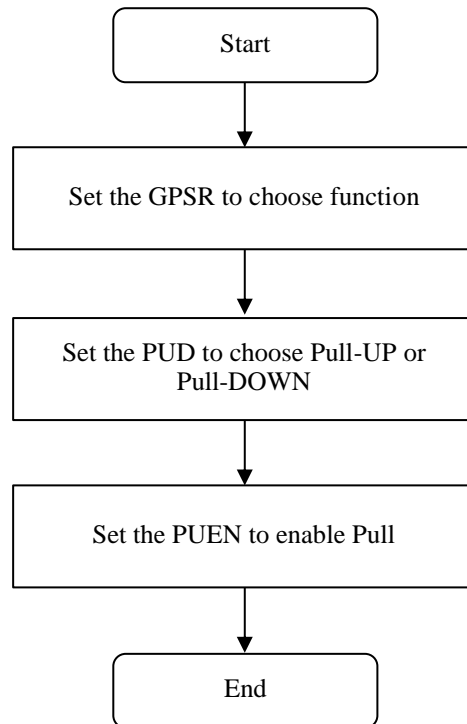 Start
Set the GPSR to choose function
Set the PUD to choose Pull-UP or
Pull-DOWN
Set the PUEN to enable Pull
End